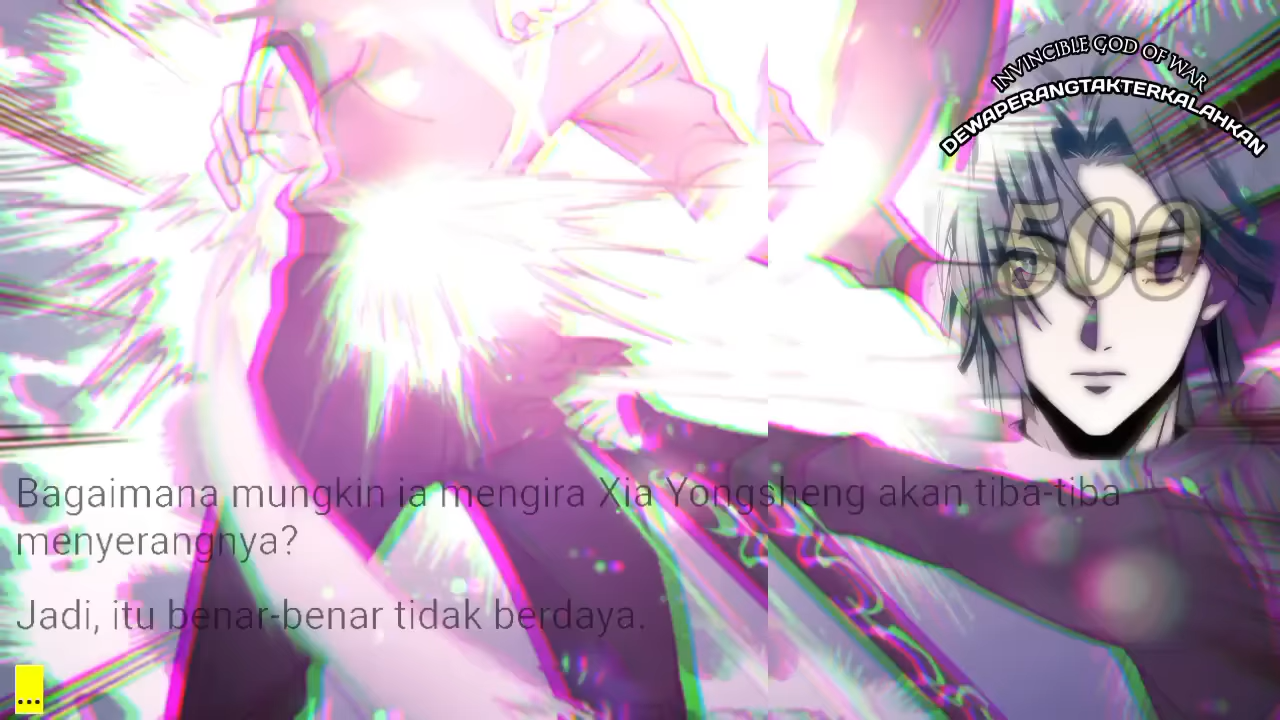 INVINCIBLE GOD OF WAR
DEWAPERANGTAKTERKALAHKAN
500
Bagaimana mungkin ia mengira Xia Yongsheng akan tiba-tiba
menyerangnya?
Jadi, itu benar-benar tidak berdaya.
...